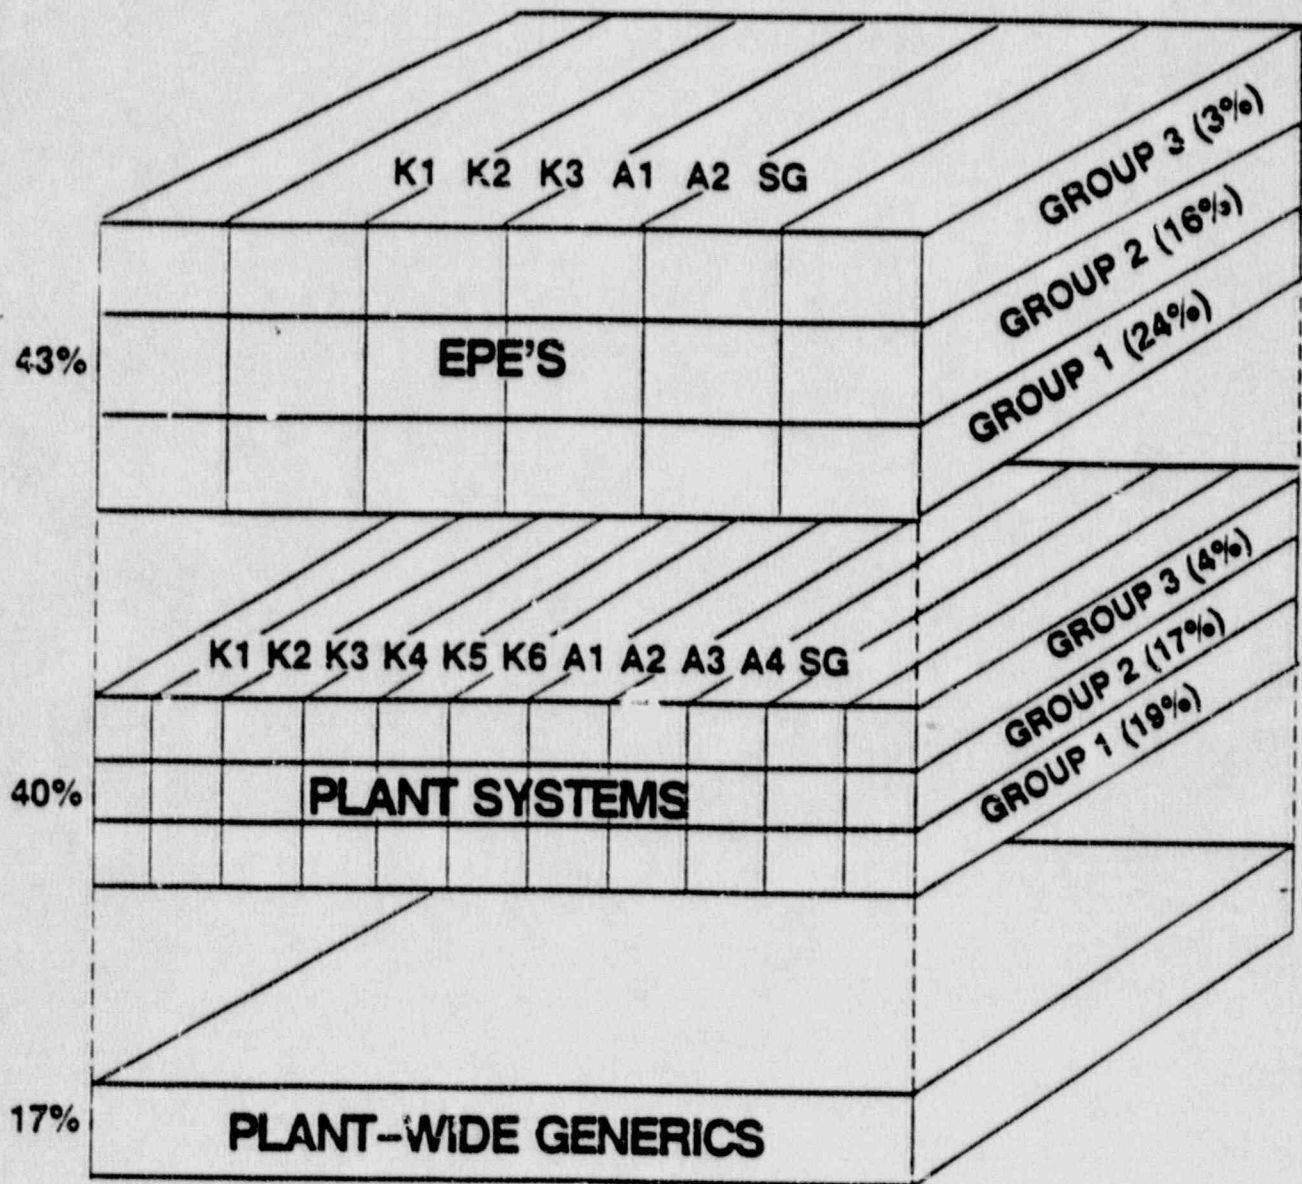 K1 K2 K3 A1 A2 SG
GROUP 3 (3%)
GROUP 2 (16%)
GROUP 1 (24%)
43%
EPE'S
K1 K2 K3 K4 K5 K6 A1 A2 A3 A4 SG
GROUP 3 (4%)
GROUP 2 (17%)
GROUP 1 (19%)
40%
PLANT SYSTEMS
17%
PLANT-WIDE GENERICS